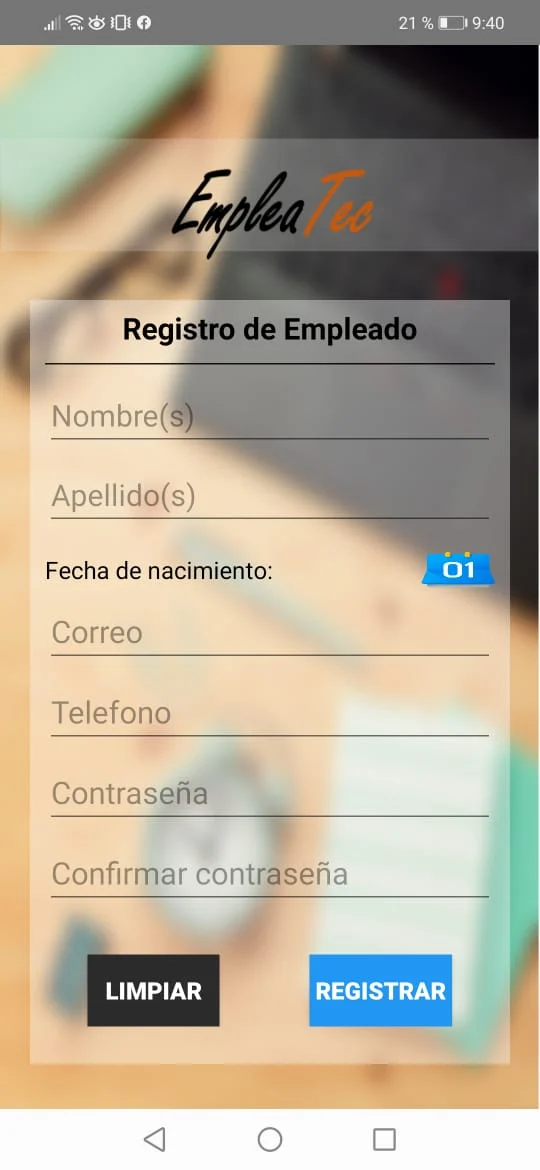 21 % 9:40
EmpleaTec
Registro de Empleado
Nombre(s)
Apellido(s)
Fecha de nacimiento:
01
Correo
Telefono
Contraseña
Confirmar contraseña
LIMPIAR
REGISTRAR